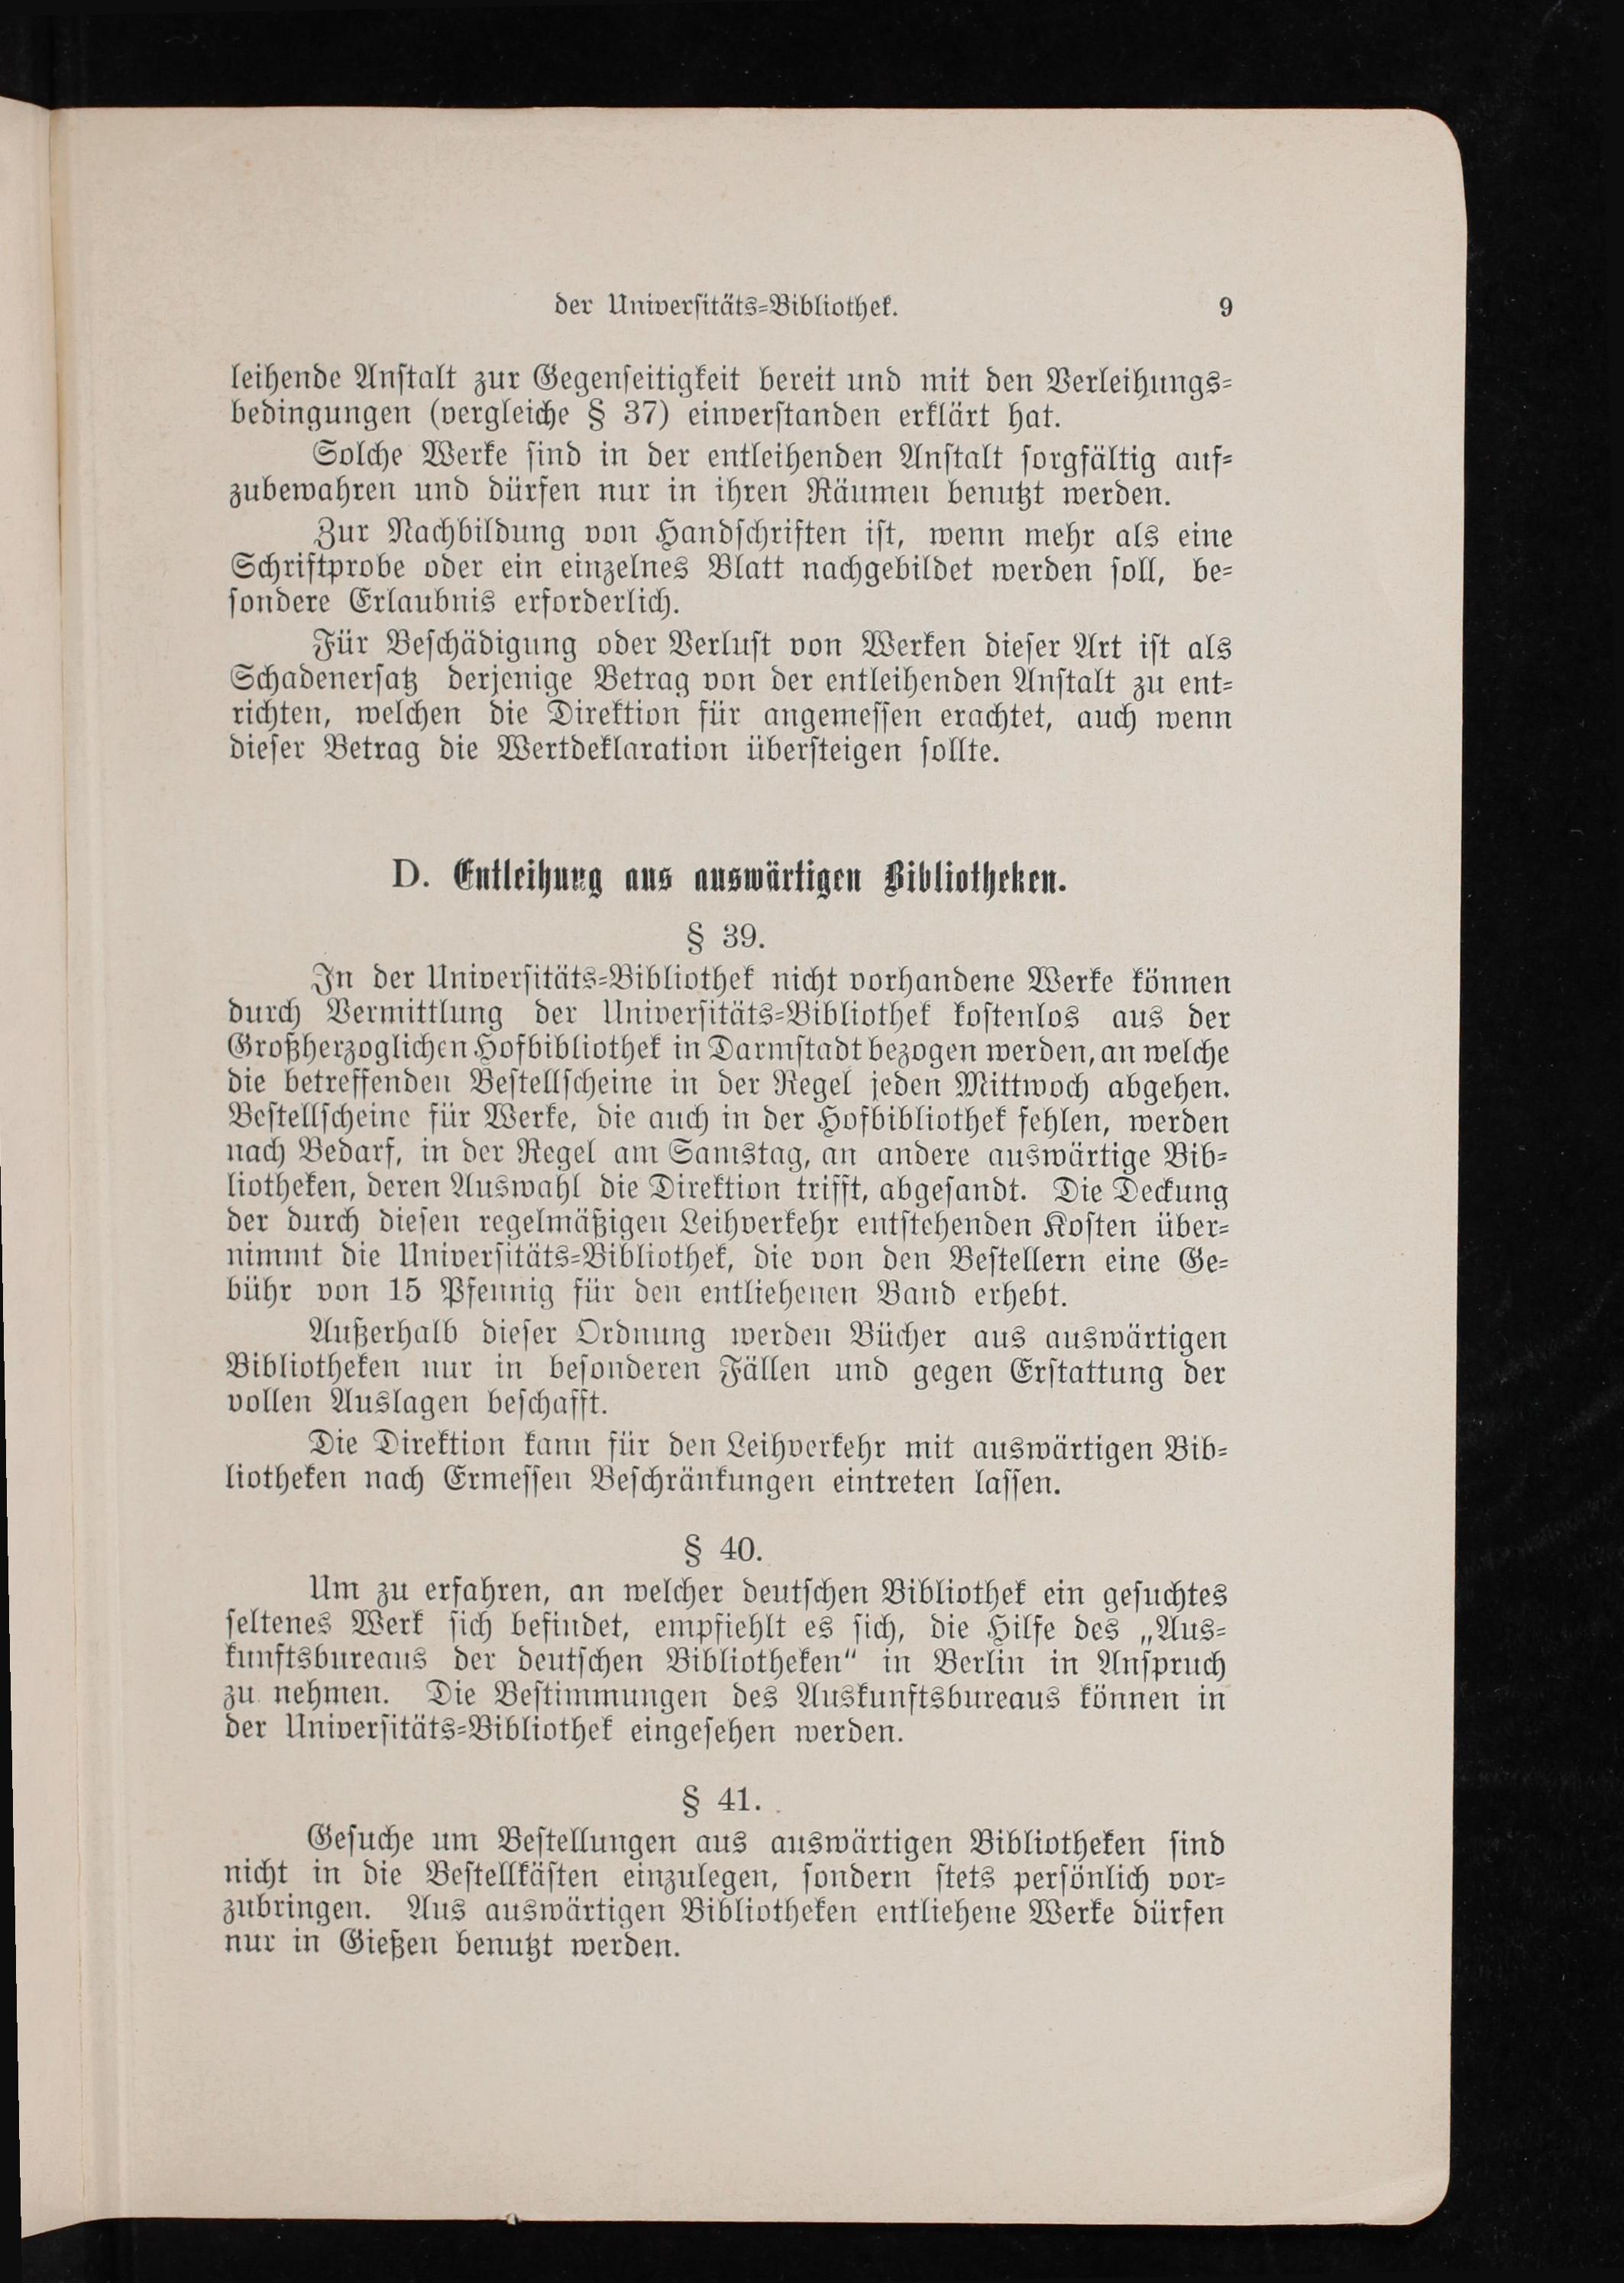 der Universitäts-Bibliothek. 9
leihende Anstalt zur Gegenseitigkeit bereit und mit den Verleihungs-
bedingungen (vergleiche § 37) einverstanden erklärt hat.
Solche Werke sind in der entleihenden Anstalt sorgfältig auf-
zubewahren und dürfen nur in ihren Räumen benutzt werden.
Zur Nachbildung von Handschriften ist, wenn mehr als eine
Schriftprobe oder ein einzelnes Blatt nachgebildet werden soll, be-
sondere Erlaubnis erforderlich.
Für Beschädigung oder Verlust von Werken dieser Art ist als
Schadenersatz derjenige Betrag von der entleihenden Anstalt zu ent-
richten, welchen die Direktion für angemessen erachtet, auch wenn
dieser Betrag die Wertdeklaration übersteigen sollte.
D. Entleihung aus auswärtigen Bibliotheken.
§ 39.
In der Universitäts-Bibliothek nicht vorhandene Werke können
durch Vermittlung der Universitäts-Bibliothek kostenlos aus der
Großherzoglichen Hofbibliothek in Darmstadt bezogen werden, an welche
die betreffenden Bestellscheine in der Regel jeden Mittwoch abgehen.
Bestellscheine für Werke, die auch in der Hofbibliothek fehlen, werden
nach Bedarf, in der Regel am Samstag, an andere auswärtige Bib-
liotheken, deren Auswahl die Direktion trifft, abgesandt. Die Deckung
der durch diesen regelmäßigen Leihverkehr entstehenden Kosten über-
nimmt die Universitäts-Bibliothek, die von den Bestellern eine Ge-
bühr von 15 Pfennig für den entliehenen Band erhebt.
Außerhalb dieser Ordnung werden Bücher aus auswärtigen
Bibliotheken nur in besonderen Fällen und gegen Erstattung der
vollen Auslagen beschafft.
Die Direktion kann für den Leihverkehr mit auswärtigen Bib-
liotheken nach Ermessen Beschränkungen eintreten lassen.
§ 40.
Um zu erfahren, an welcher deutschen Bibliothek ein gesuchtes
seltenes Werk sich befindet, empfiehlt es sich, die Hilfe des „Aus-
kunftsbureaus der deutschen Bibliotheken“ in Berlin in Anspruch
zu nehmen. Die Bestimmungen des Auskunftsbureaus können in
der Universitäts-Bibliothek eingesehen werden.
§ 41.
Gesuche um Bestellungen aus auswärtigen Bibliotheken sind
nicht in die Bestellkästen einzulegen, sondern stets persönlich vor-
zubringen. Aus auswärtigen Bibliotheken entliehene Werke dürfen
nur in Gießen benutzt werden.